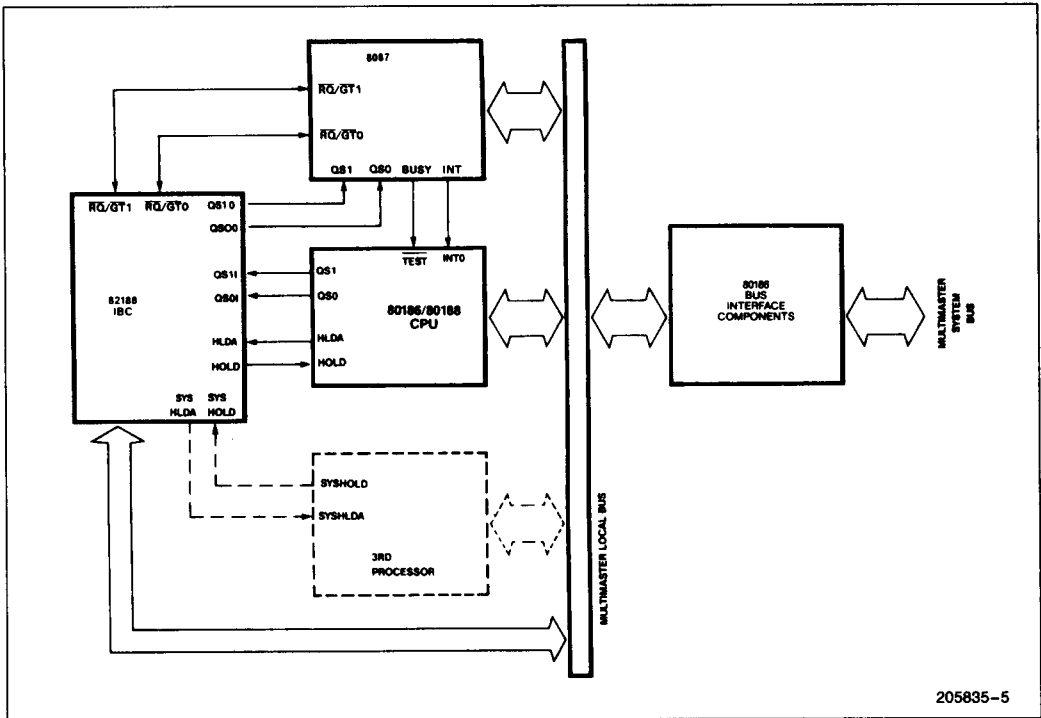 8087
RQ/GT1
RQ/GT0
QS1 QS0 BUSY INT
RQ/GT1 RQ/GT0 QS1O
QSOO
TEST INT0
QS1I
QS1
QS0I
QS0
82188
IBC
80186/80188
CPU
HLDA
HLDA
HOLD
HOLD
SYS SYS
HLDA HOLD
80186
BUS
INTERFACE
COMPONENTS
MULTIMASTER
SYSTEM
BUS
SYSHOLD
SYSHLDA
3RD
PROCESSOR
MULTIMASTER LOCAL BUS
205835-5